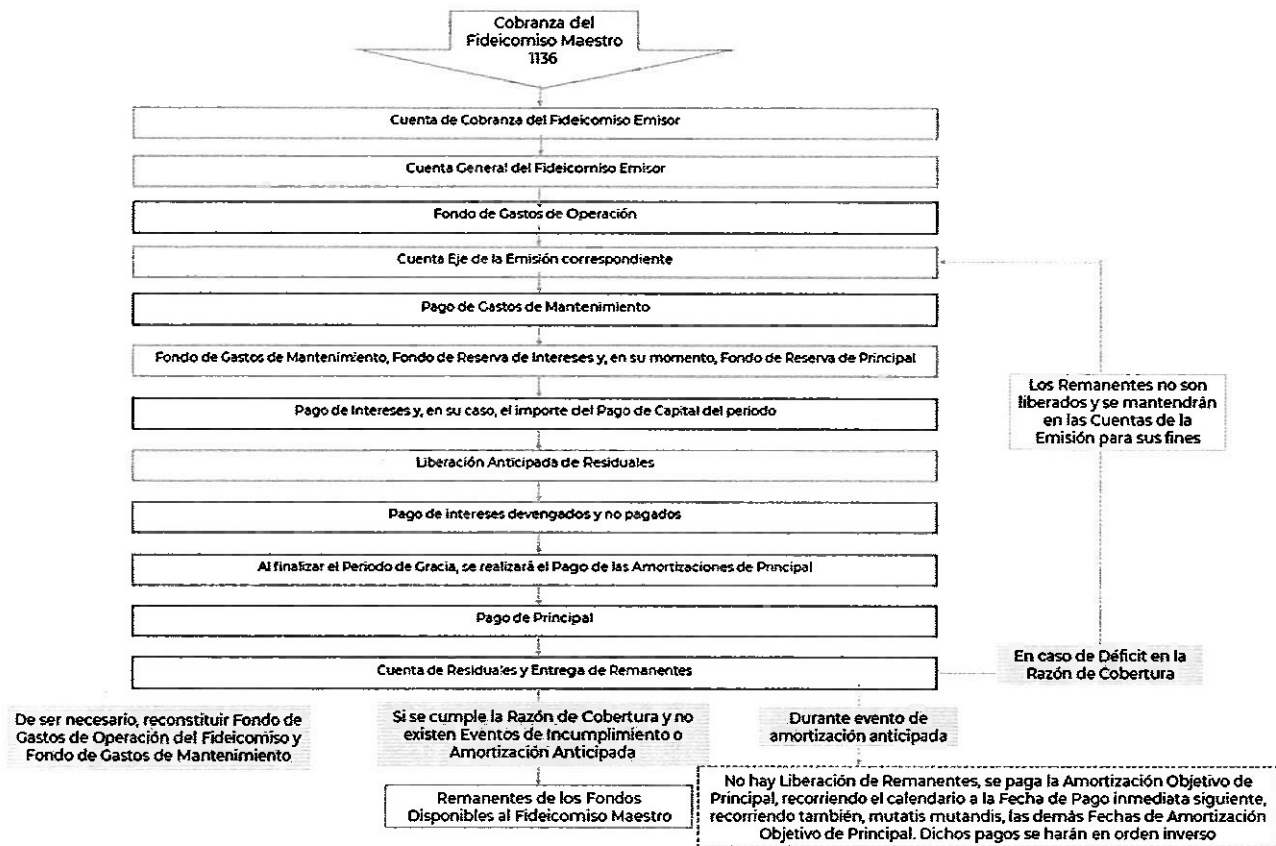 Cobranza del
Fideicomiso Maestro
1136
Cuenta de Cobranza del Fideicomiso Emisor
Cuenta General del Fideicomiso Emisor
Fondo de Gastos de Operación
Cuenta Eje de la Emisión correspondiente
Pago de Gastos de Mantenimiento
Fondo de Gastos de Mantenimiento, Fondo de Reserva de Intereses y, en su momento, Fondo de Reserva de Principal
Pago de Intereses y, en su caso, el importe del Pago de Capital del periodo
Liberación Anticipada de Residuales
Pago de intereses devengados y no pagados
Al finalizar el Periodo de Gracia, se realizará el Pago de las Amortizaciones de Principal
Pago de Principal
Cuenta de Residuales y Entrega de Remanentes
Los Remanentes no son
liberados y se mantendrán
en las Cuentas de la
Emisión para sus fines
En caso de Déficit en la
Razón de Cobertura
De ser necesario, reconstituir Fondo de
Gastos de Operación del Fideicomiso y
Fondo de Gastos de Mantenimiento
Si se cumple la Razón de Cobertura y no
existen Eventos de Incumplimiento o
Amortización Anticipada
Durante evento de
amortización anticipada
Remanentes de los Fondos
Disponibles al Fideicomiso Maestro
No hay Liberación de Remanentes, se paga la Amortización Objetivo de
Principal, recorriendo el calendario a la Fecha de Pago inmediata siguiente,
recorriendo también, mutatis mutandis, las demás Fechas de Amortización
Objetivo de Principal. Dichos pagos se harán en orden inverso